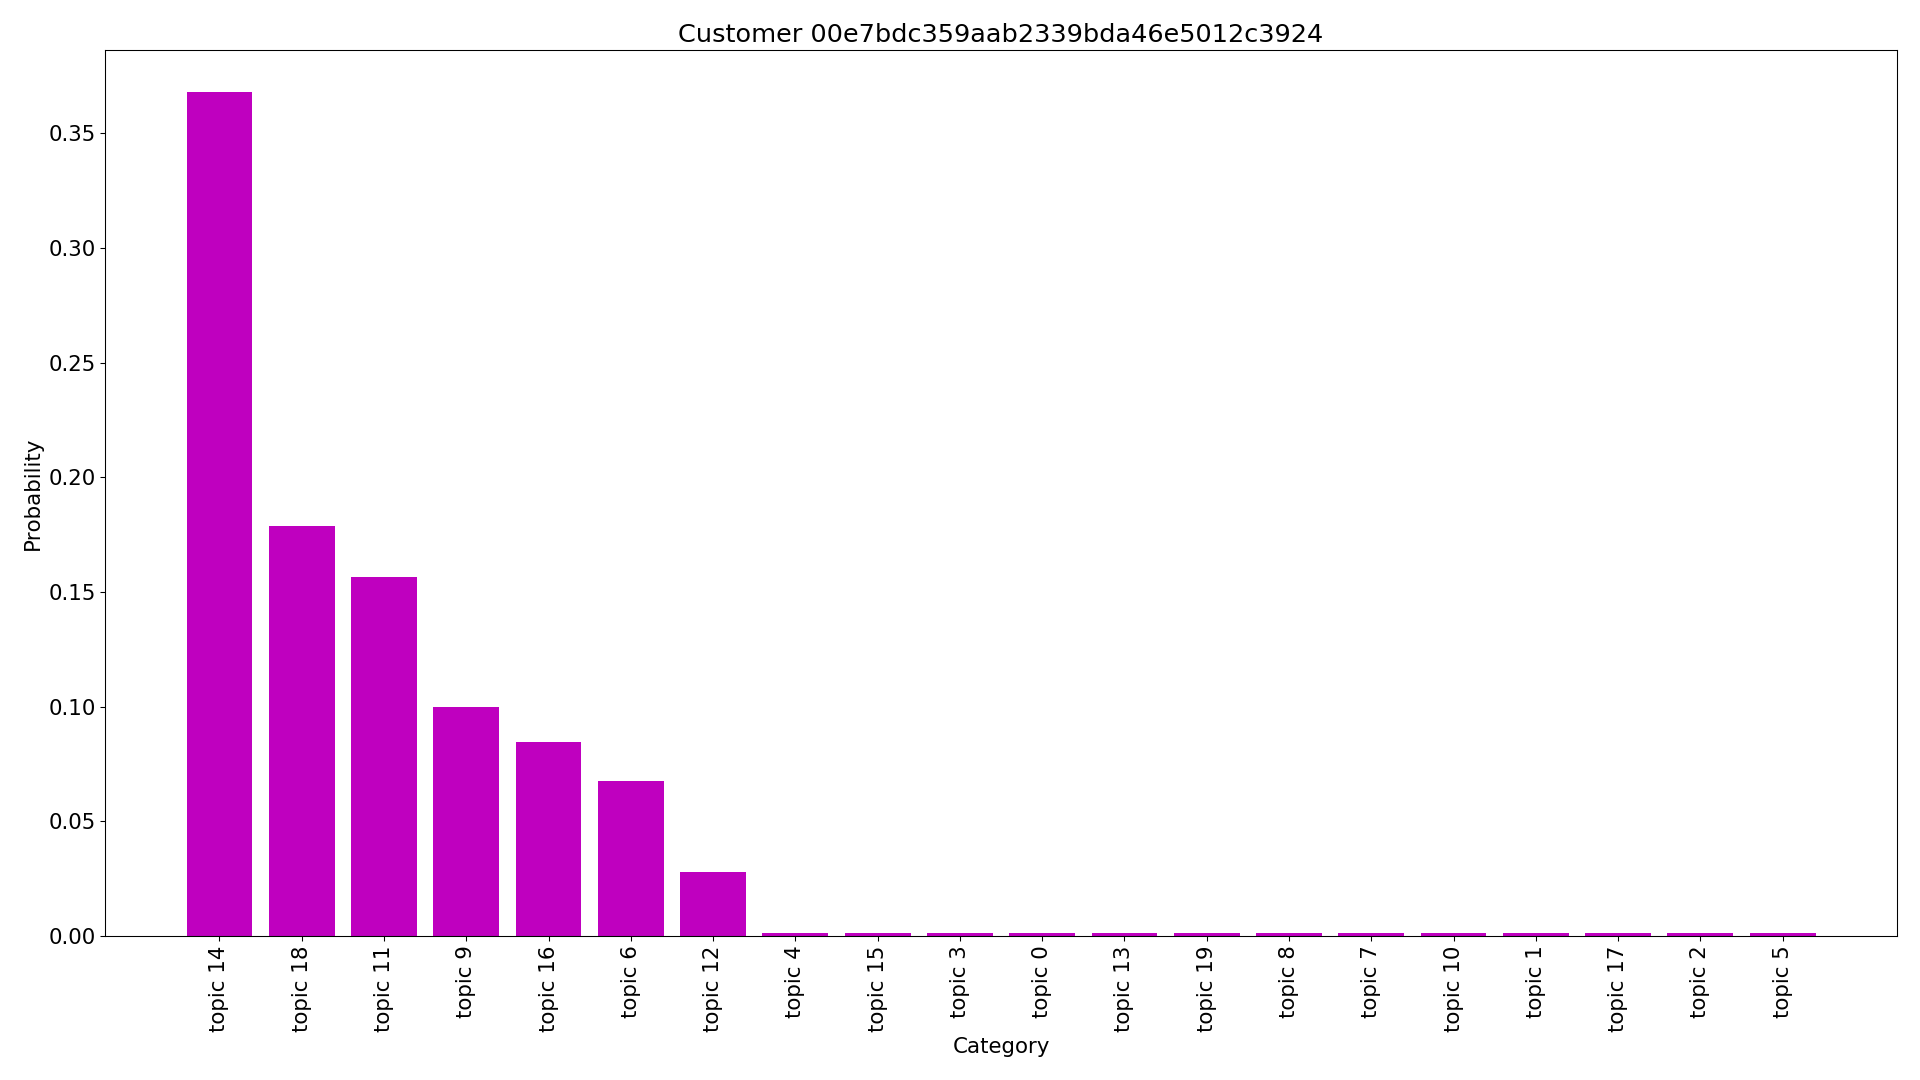 Customer 00e7bdc359aab2339bda46e5012c3924
Probability
0.35
0.30
0.25
0.20
0.15
0.10
0.05
0.00
topic 14
topic 18
topic 11
topic 9
topic 16
topic 6
topic 12
topic 4
topic 15
topic 3
topic 0
topic 13
topic 19
topic 8
topic 7
topic 10
topic 1
topic 17
topic 2
topic 5
Category